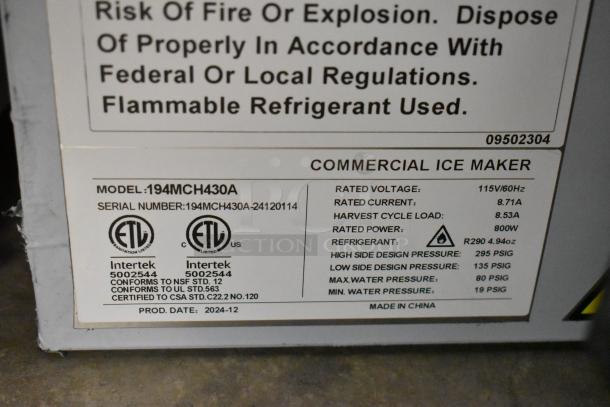 Risk Of Fire Or Explosion. Dispose
Of Properly In Accordance With
Federal Or Local Regulations.
Flammable Refrigerant Used.
09502304
COMMERCIAL ICE MAKER
MODEL:194MCH430A
SERIAL NUMBER:194MCH430A-24120114
ETL
C ETL US
Intertek Intertek
5002544 5002544
CONFORMS TO NSF STD. 12
CONFORMS TO UL STD.563
CERTIFIED TO CSA STD.C22.2 NO.120
PROD. DATE: 2024-12
RATED VOLTAGE: 115V/60Hz
RATED CURRENT: 8.71A
HARVEST CYCLE LOAD: 8.53A
RATED POWER: 800W
REFRIGERANT: R290 4.94oz
HIGH SIDE DESIGN PRESSURE: 295 PSIG
LOW SIDE DESIGN PRESSURE: 135 PSIG
MAX.WATER PRESSURE: 80 PSIG
MIN. WATER PRESSURE: 19 PSIG
MADE IN CHINA